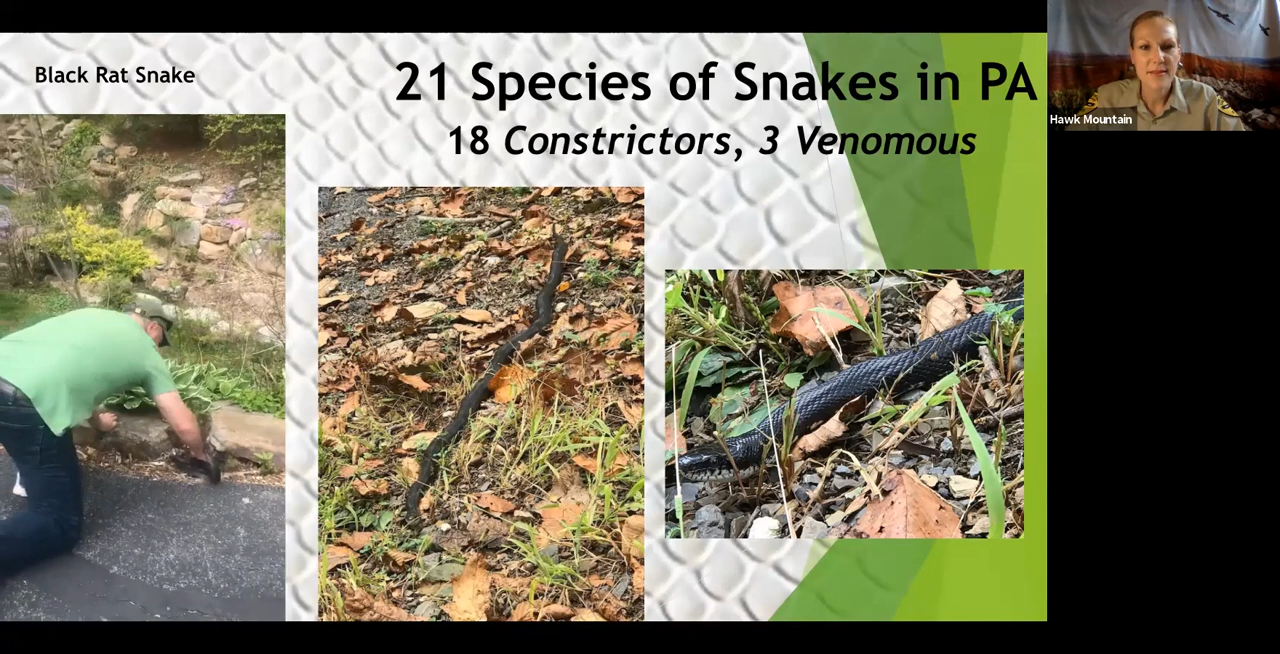 Black Rat Snake
21 Species of Snakes in PA
18 Constrictors, 3 Venomous
Hawk Mountain